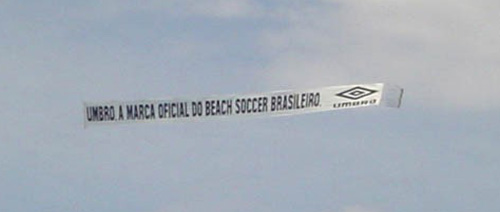 UMBRO. A MARCA OFICIAL DO BEACH SOCCER BRASILEIRO.
UMBRO